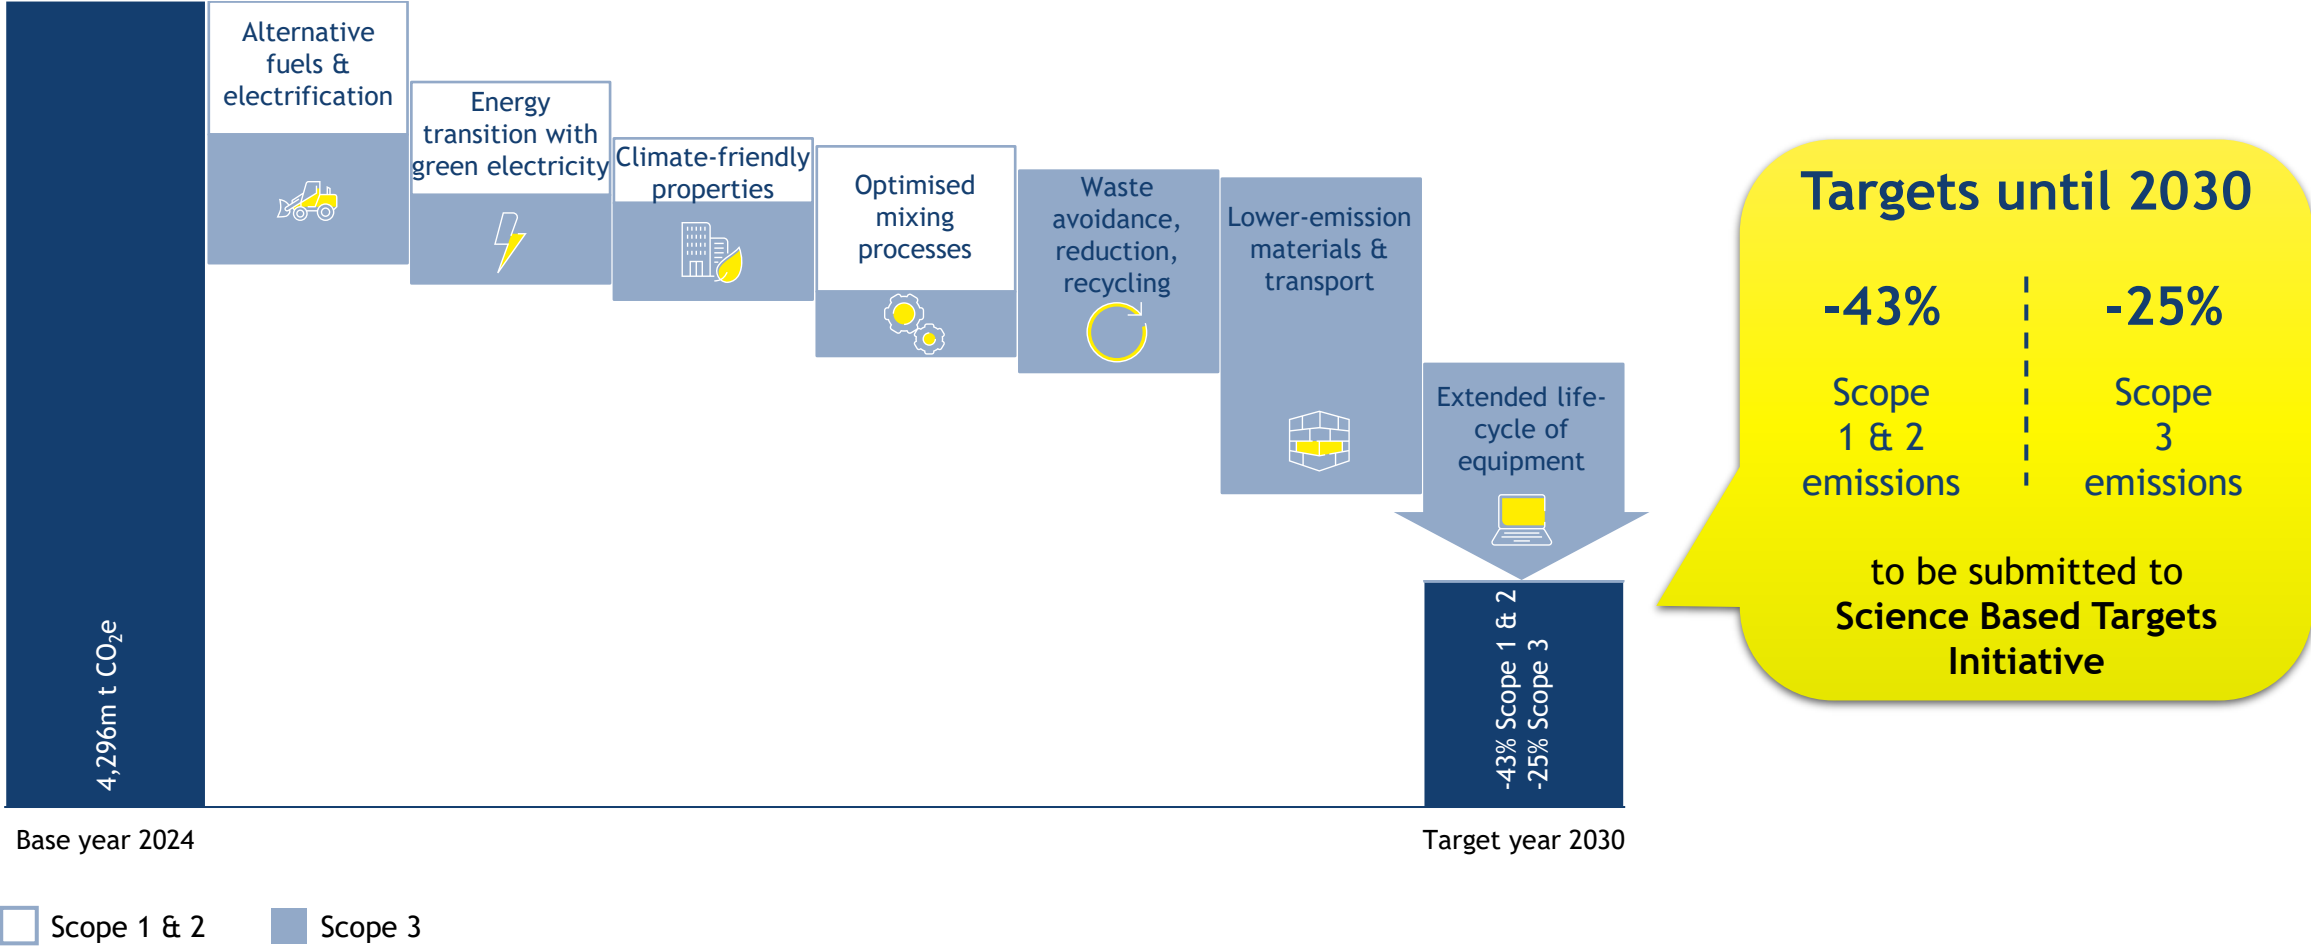 Alternative
fuels &
electrification
Energy
transition with
green electricity
Climate-friendly
properties
Optimised
mixing
processes
Waste
avoidance,
reduction,
recycling
Lower-emission
materials &
transport
Extended life-
cycle of
equipment
4,296m t CO₂e
-43% Scope 1 & 2
-25% Scope 3
Base year 2024
Target year 2030
Scope 1 & 2
Scope 3
Targets until 2030
-43%
Scope
1 & 2
emissions
-25%
Scope
3
emissions
to be submitted to
Science Based Targets
Initiative